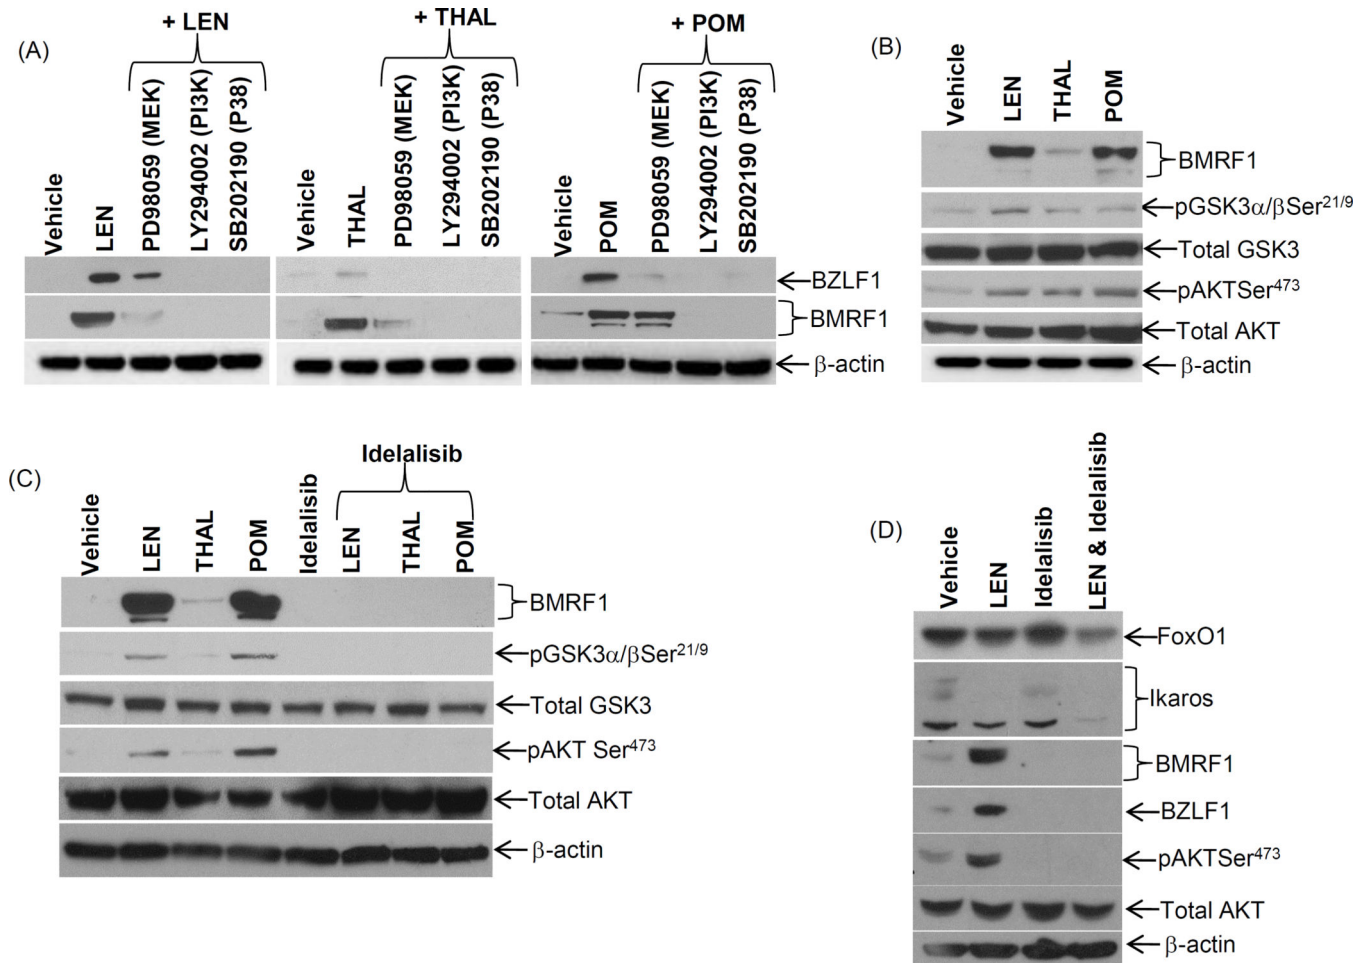 (A)
+ LEN
Vehicle
LEN
PD98059 (MEK)
LY294002 (PI3K)
SB202190 (P38)
+ THAL
Vehicle
THAL
PD98059 (MEK)
LY294002 (PI3K)
SB202190 (P38)
+ POM
Vehicle
POM
PD98059 (MEK)
LY294002 (PI3K)
SB202190 (P38)
BZLF1
BMRF1
β-actin
(B)
Vehicle
LEN
THAL
POM
BMRF1
pGSK3α/βSer21/9
Total GSK3
pAKTSer473
Total AKT
β-actin
(C)
Idelalisib
Vehicle
LEN
THAL
POM
Idelalisib
LEN
THAL
POM
BMRF1
pGSK3α/βSer21/9
Total GSK3
pAKT Ser473
Total AKT
β-actin
(D)
Vehicle
LEN
Idelalisib
LEN & Idelalisib
FoxO1
Ikaros
BMRF1
BZLF1
pAKTSer473
Total AKT
β-actin